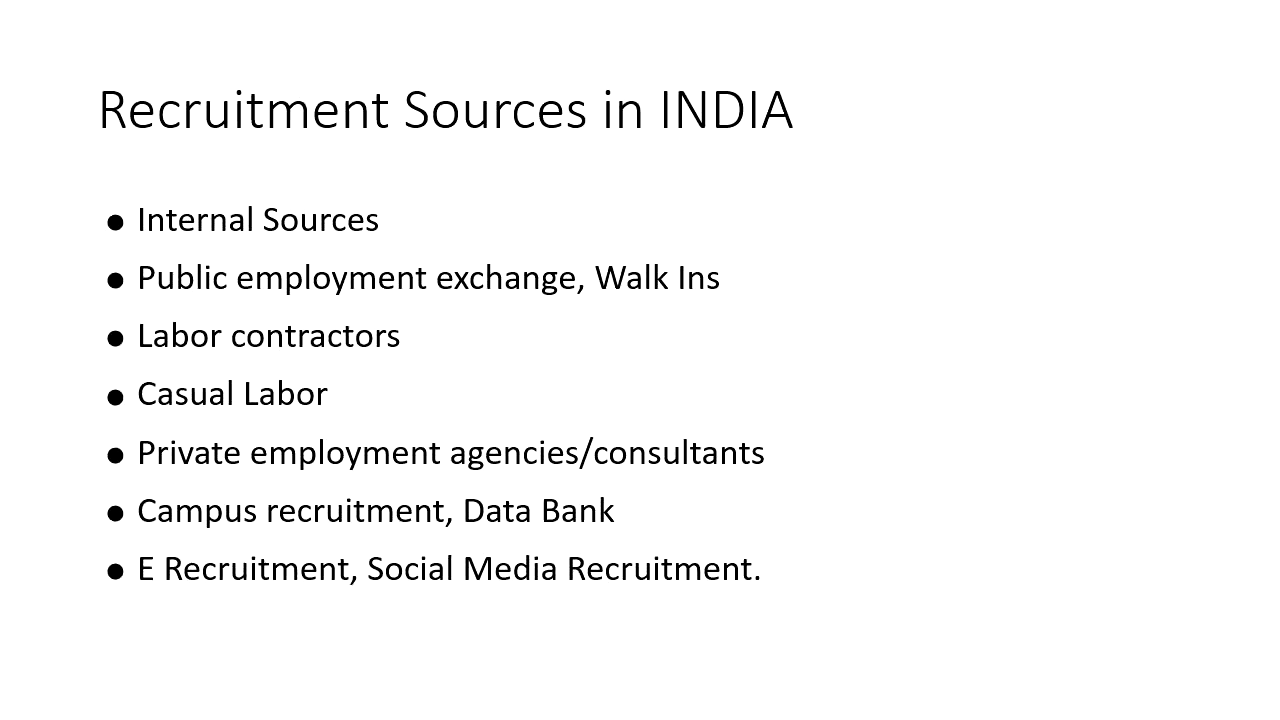 Recruitment Sources in INDIA
● Internal Sources
● Public employment exchange, Walk Ins
● Labor contractors
● Casual Labor
● Private employment agencies/consultants
● Campus recruitment, Data Bank
● E Recruitment, Social Media Recruitment.